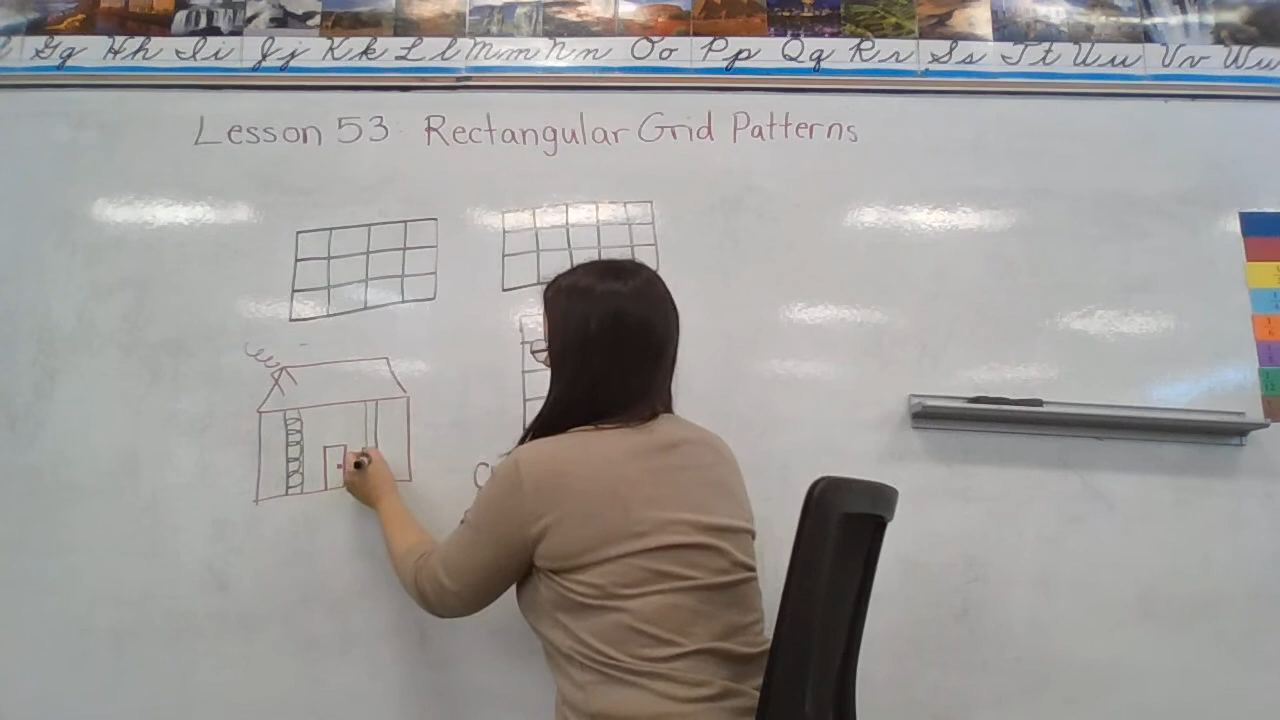 Gg Hh Ii Jj Kk Ll Mm Nn Oo Pp Qq Rr Ss Tt Uu Vv Ww
Lesson 53 Rectangular Grid Patterns